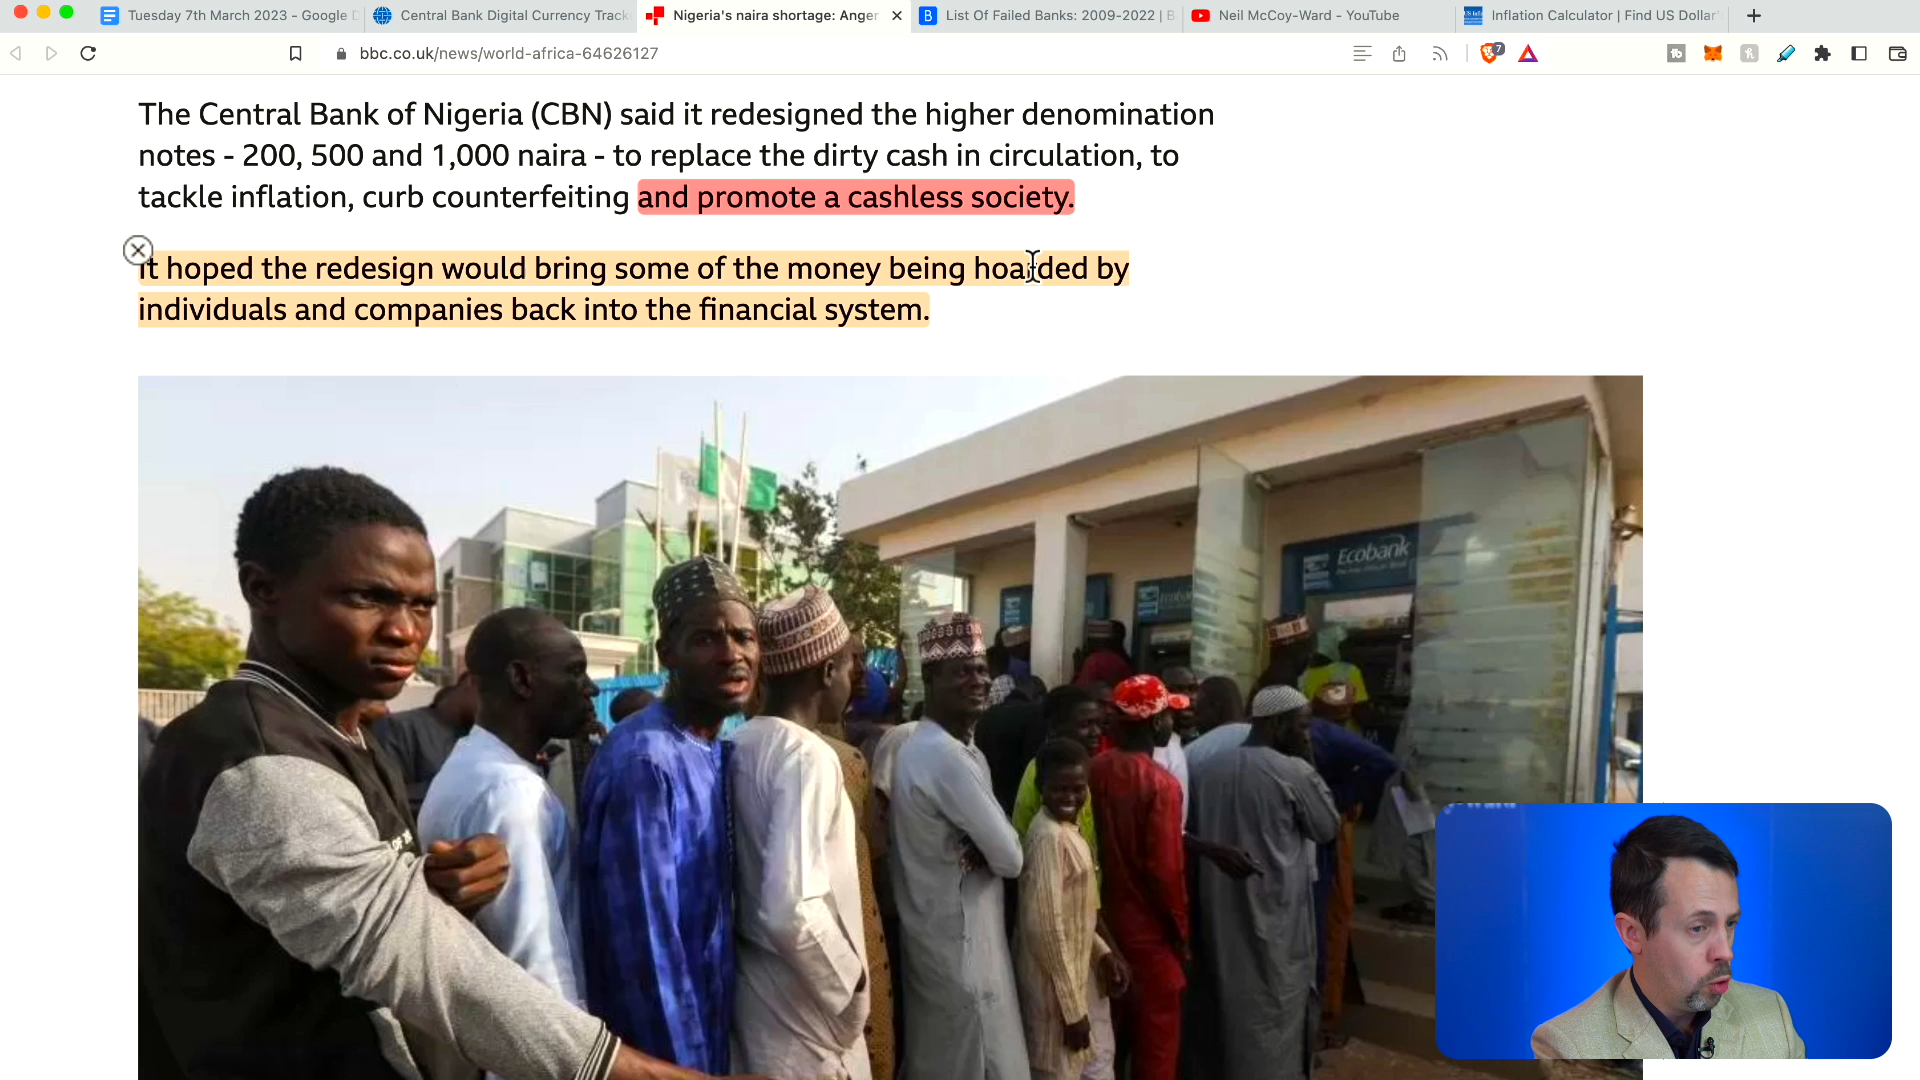 Tuesday 7th March 2023 - Google D
Central Bank Digital Currency Track
Nigeria's naira shortage: Anger
List Of Failed Banks: 2009-2022 | B
Neil McCoy-Ward - YouTube
Inflation Calculator | Find US Dollar'
bbc.co.uk/news/world-africa-64626127
7
The Central Bank of Nigeria (CBN) said it redesigned the higher denomination
notes - 200, 500 and 1,000 naira - to replace the dirty cash in circulation, to
tackle inflation, curb counterfeiting and promote a cashless society.
It hoped the redesign would bring some of the money being hoarded by
individuals and companies back into the financial system.
Ecobank